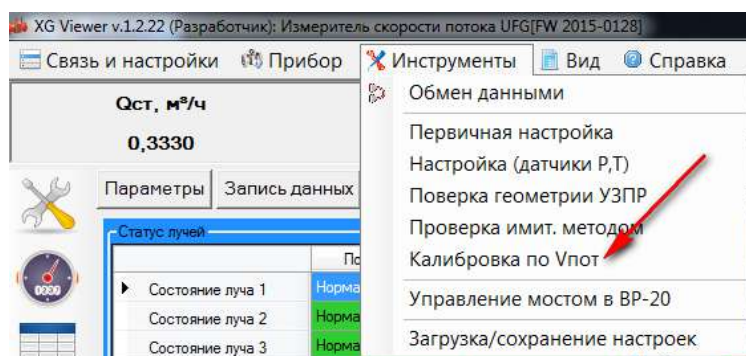 XG Viewer v.1.2.22 (Разработчик): Измеритель скорости потока UFG[FW 2015-0128]
Связь и настройки Прибор Инструменты Вид Справка
Qст, м³/ч
0,3330
Обмен данными
Первичная настройка
Настройка (датчики P,T)
Поверка геометрии УЗПР
Проверка имит. методом
Калибровка по Vпот
Управление мостом в ВР-20
Загрузка/сохранение настроек
Параметры Запись данных
Статус лучей
Состояние луча 1 Норма
Состояние луча 2 Норма
Состояние луча 3 Норма